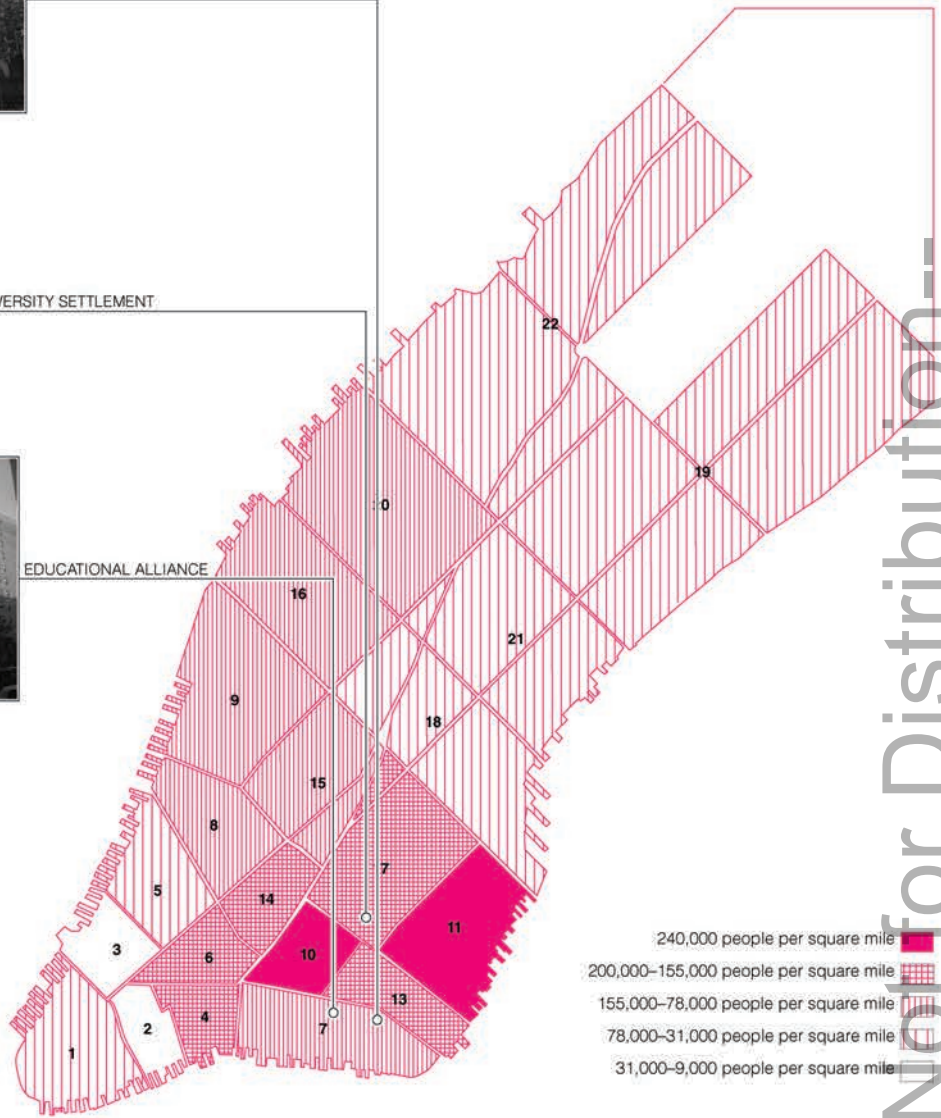 VERSITY SETTLEMENT
22
19
20
EDUCATIONAL ALLIANCE
16
21
9
18
15
8
17
5
14
11
3
10
6
13
4
2
7
1
240,000 people per square mile
200,000–155,000 people per square mile
155,000–78,000 people per square mile
78,000–31,000 people per square mile
31,000–9,000 people per square mile
Not for Distribution--